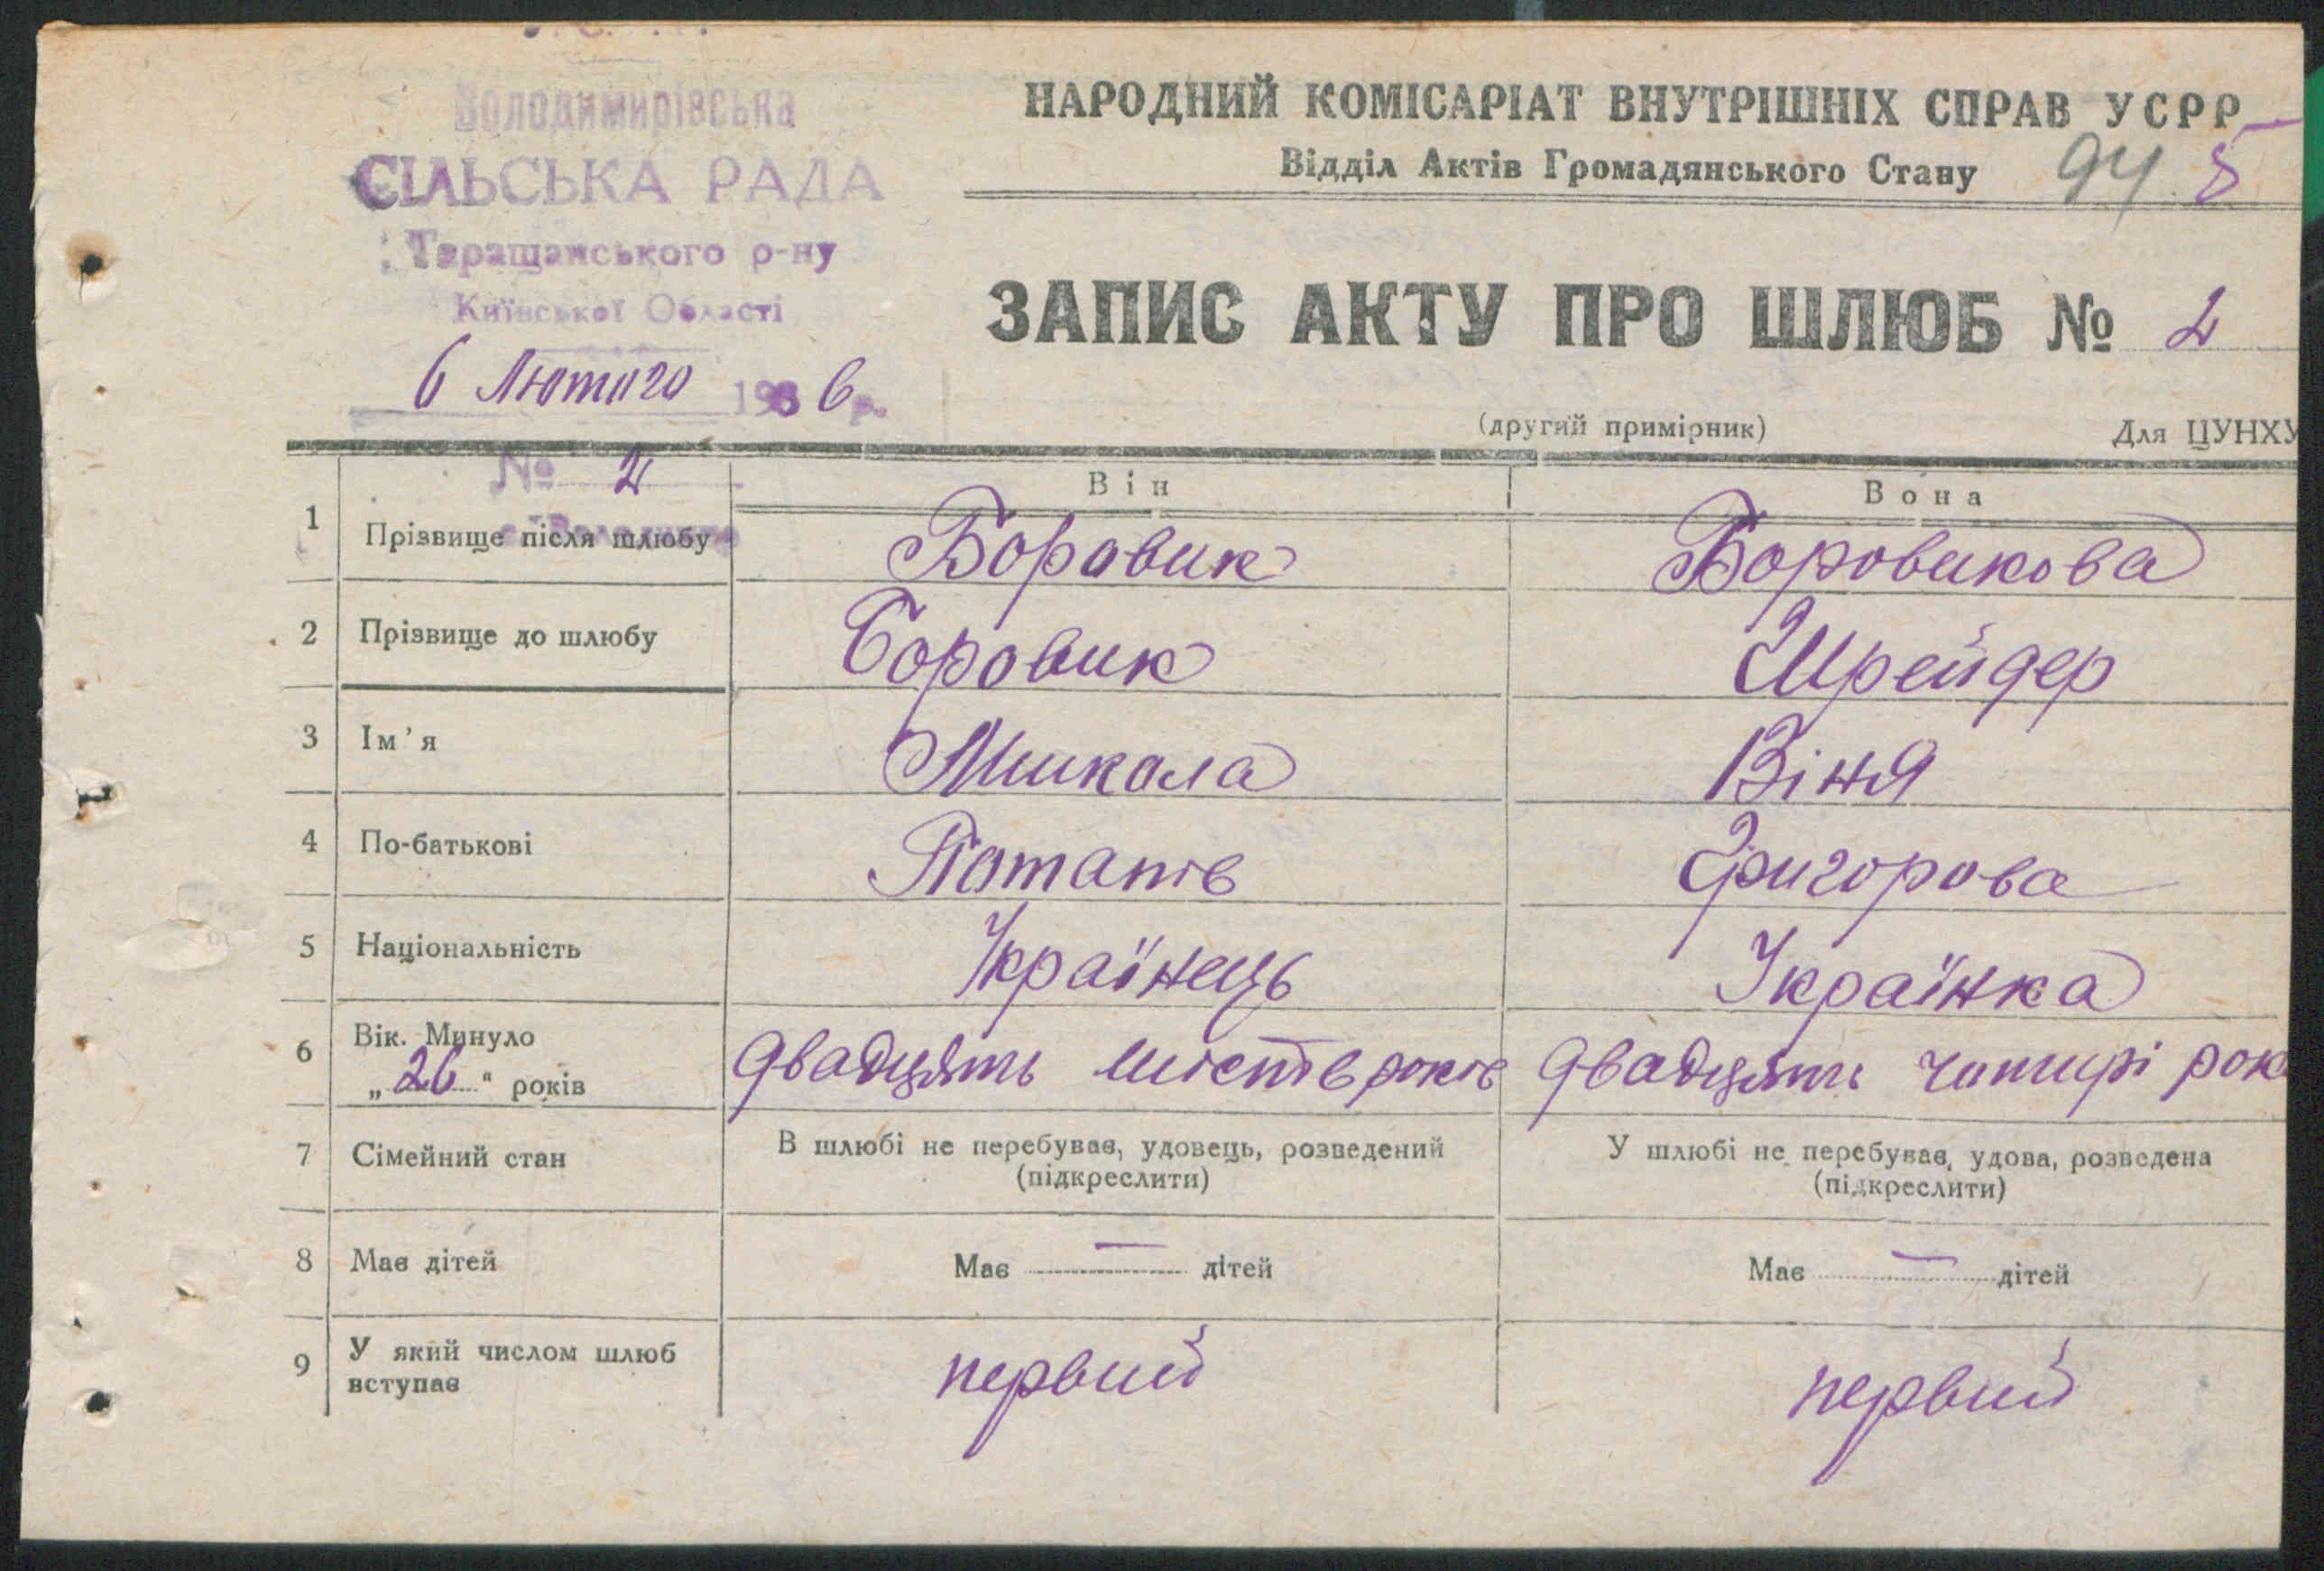 Володимирівська
СІЛЬСЬКА РАДА
Таращанського р-ну
Київської Області
6 Лютого 1936 р.
№ 2
НАРОДНИЙ КОМІСАРІАТ ВНУТРІШНІХ СПРАВ УСРР
Відділ Актів Громадянського Стану 94 5
ЗАПИС АКТУ ПРО ШЛЮБ № 2
(другий примірник) Для ЦУНХУ
Він Вона
1 Прізвище після шлюбу Боровик Боровикова
2 Прізвище до шлюбу Боровик Шрейдер
3 Ім'я Микола Віня
4 По-батькові Потапів Григорова
5 Національність Українець Українка
6 Вік. Минуло „26" років двадцять шість років двадцять чотирі рок
7 Сімейний стан В шлюбі не перебував, удовець, розведений (підкреслити) У шлюбі не перебував, удова, розведена (підкреслити)
8 Має дітей Має — дітей Має — дітей
9 У який числом шлюб вступає первий первий